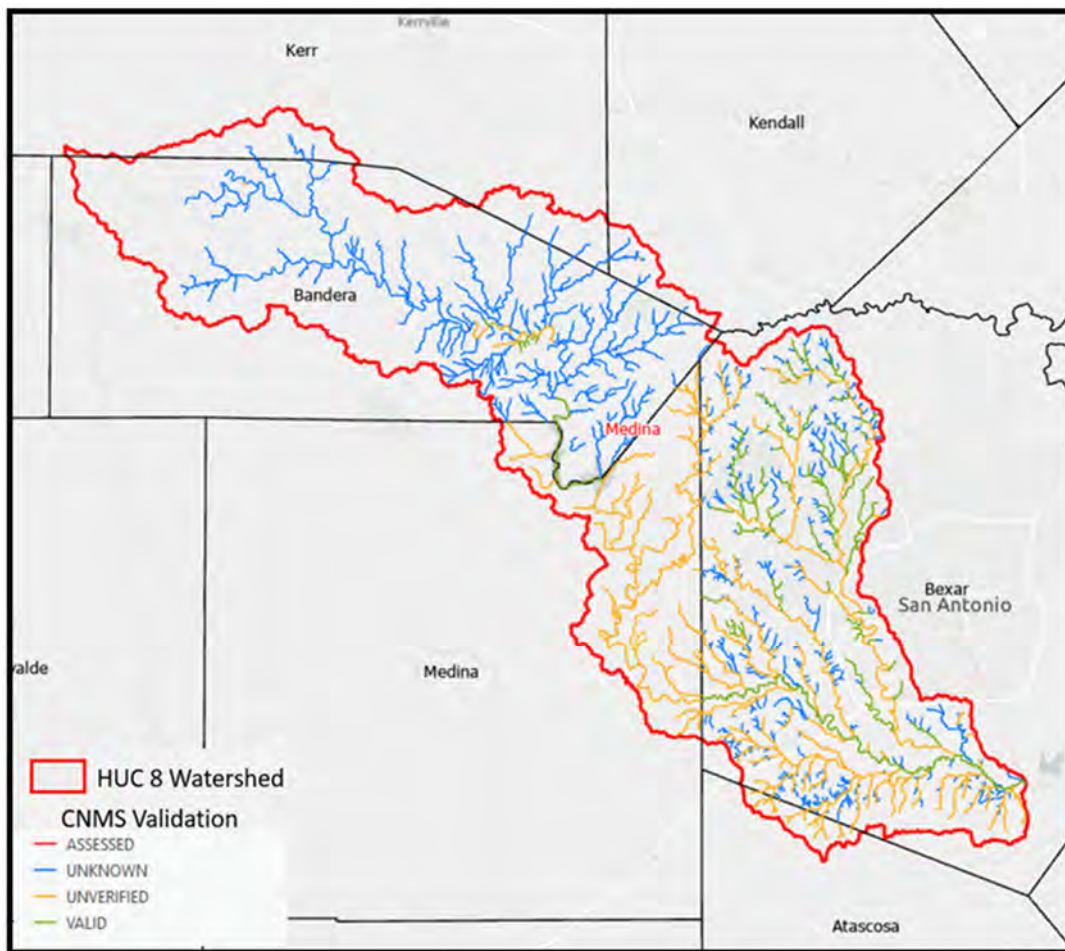 Kerrville
Kerr
Kendall
Bandera
Medina
Bexar
San Antonio
valde
Medina
HUC 8 Watershed
CNMS Validation
ASSESSED
UNKNOWN
UNVERIFIED
VALID
Atascosa